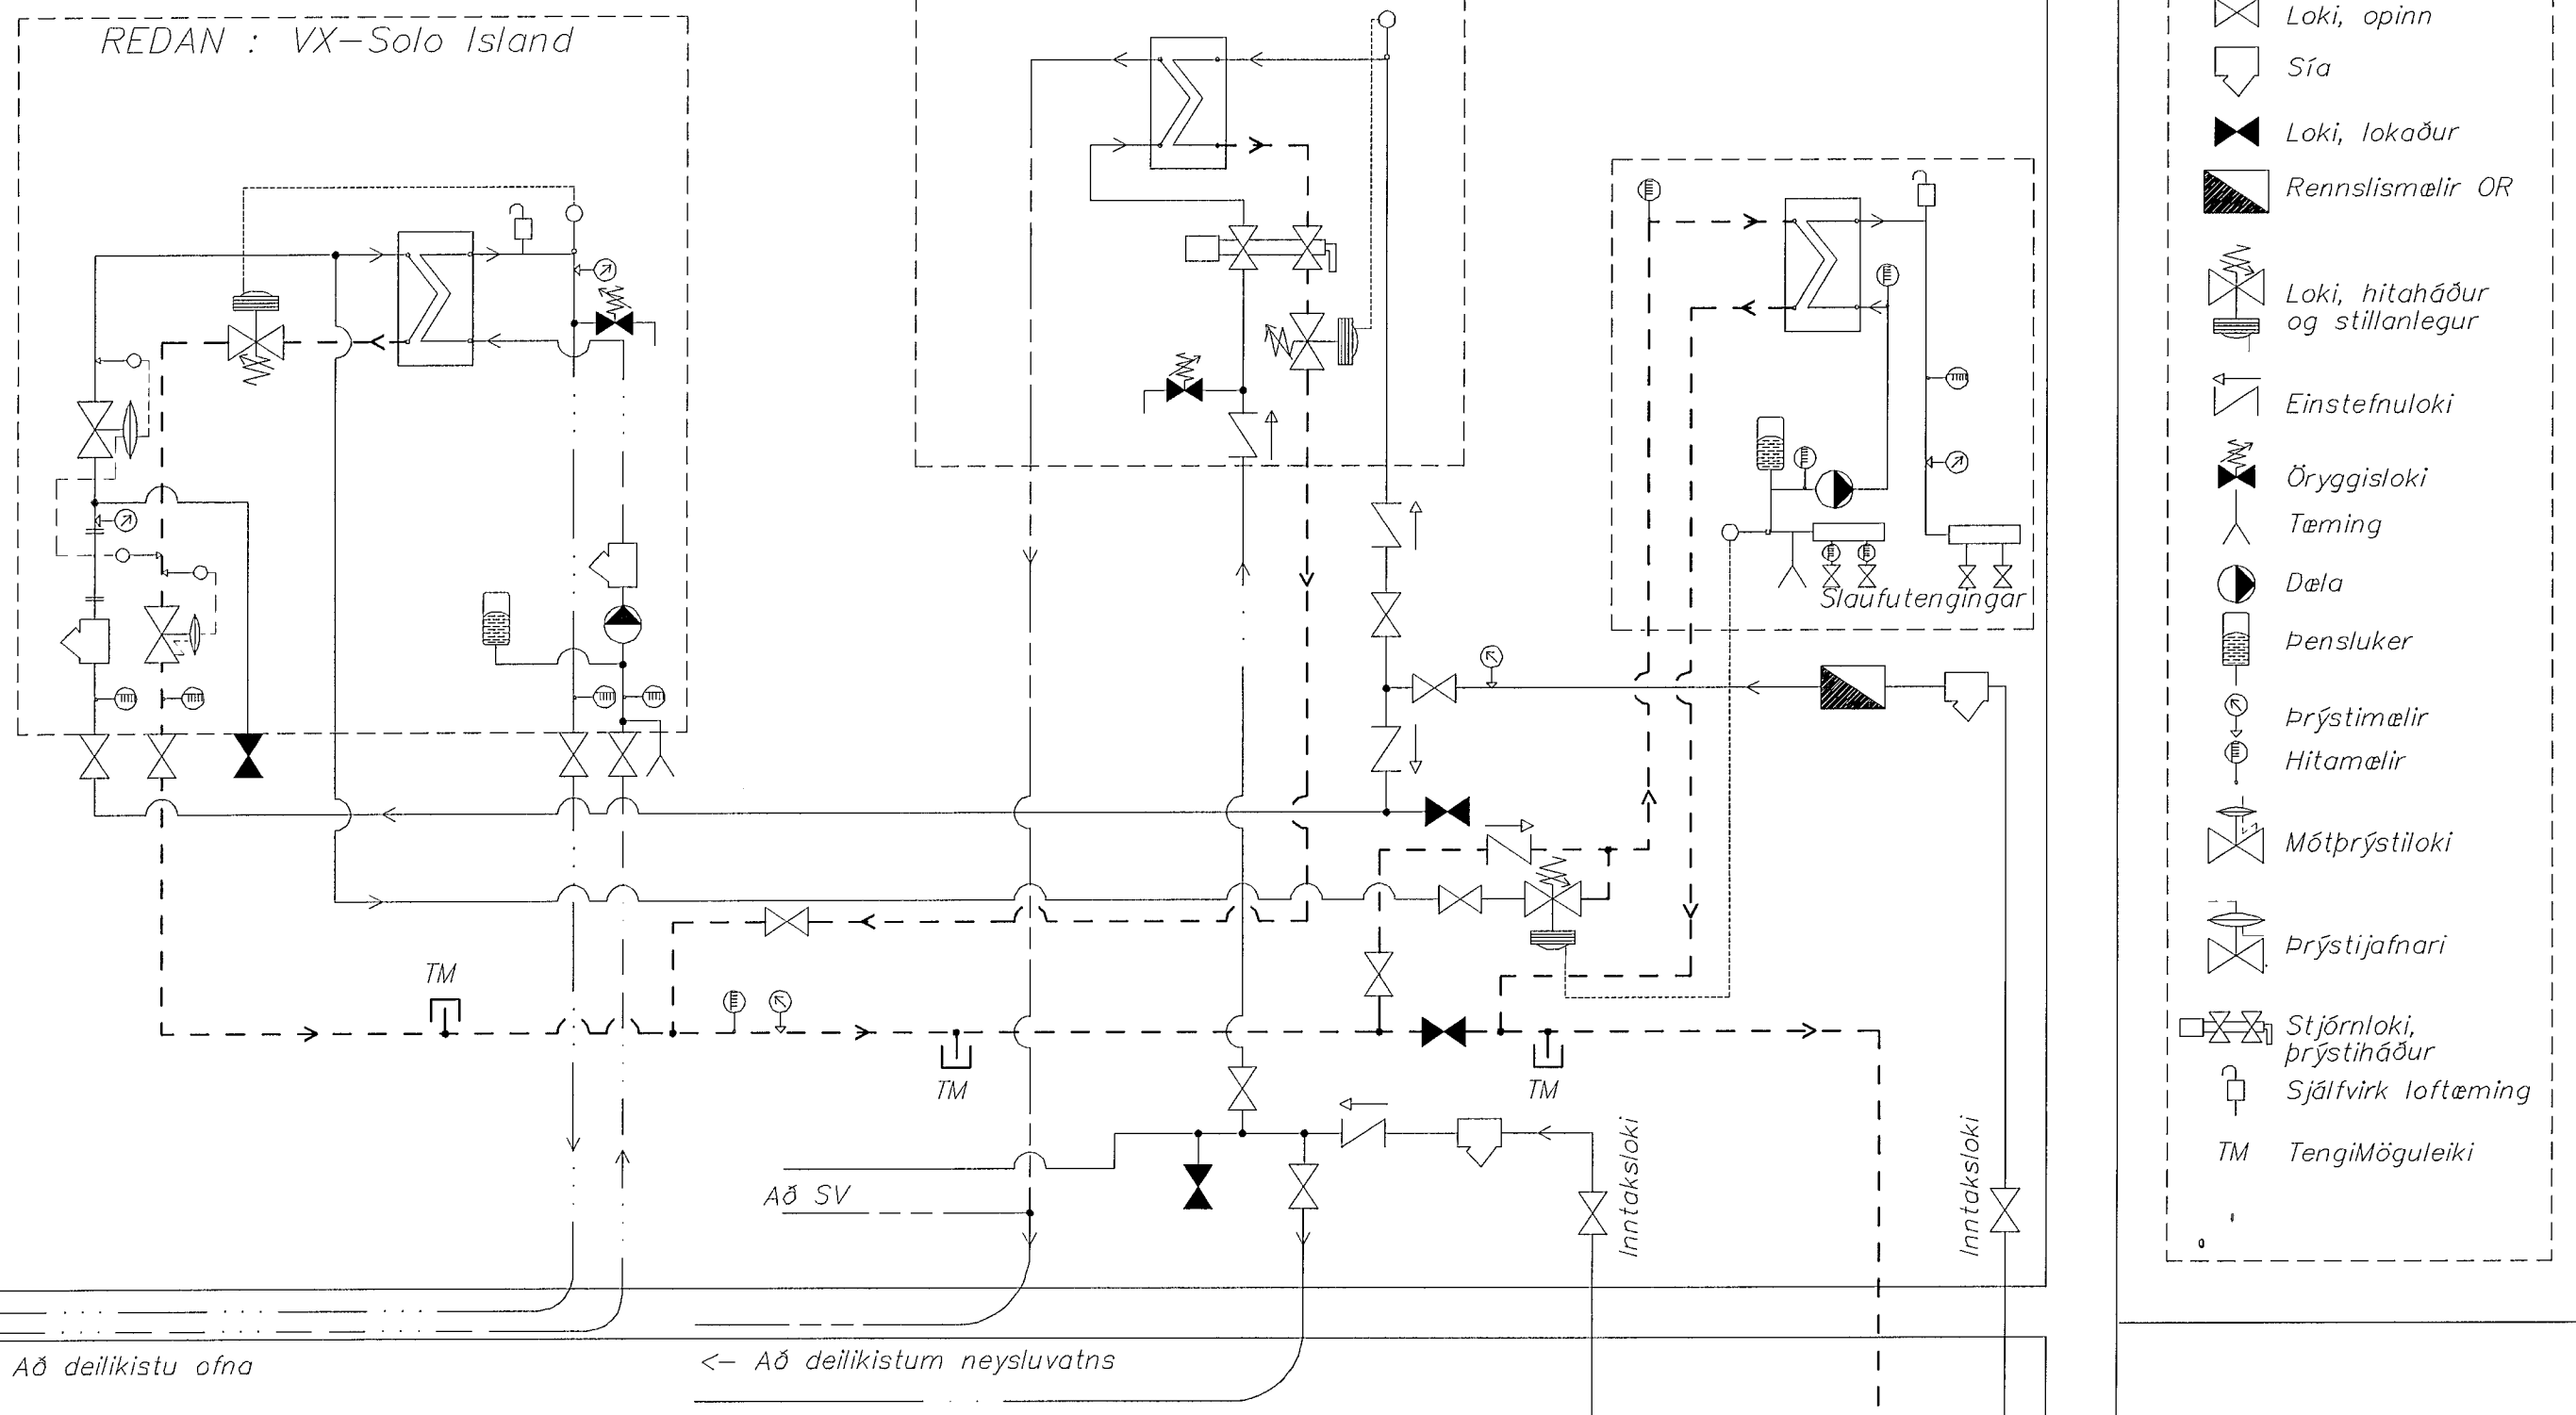 REDAN : VX-Solo Island
Slaufutengingar
TM
TM
TM
Að SV
Inntaksloki
Inntaksloki
Að deilikistu ofna
<- Að deilikistum neysluvatns
Loki, opinn
Sía
Loki, lokaður
Rennslismælir OR
Loki, hitaháður
og stillanlegur
Einstefnuloki
Öryggisloki
Tæming
Dæla
Þensluker
Þrýstimælir
Hitamælir
Mótþrýstiloki
Þrýstijafnari
Stjórnloki,
þrýstiháður
Sjálfvirk loftæming
TM TengiMöguleiki